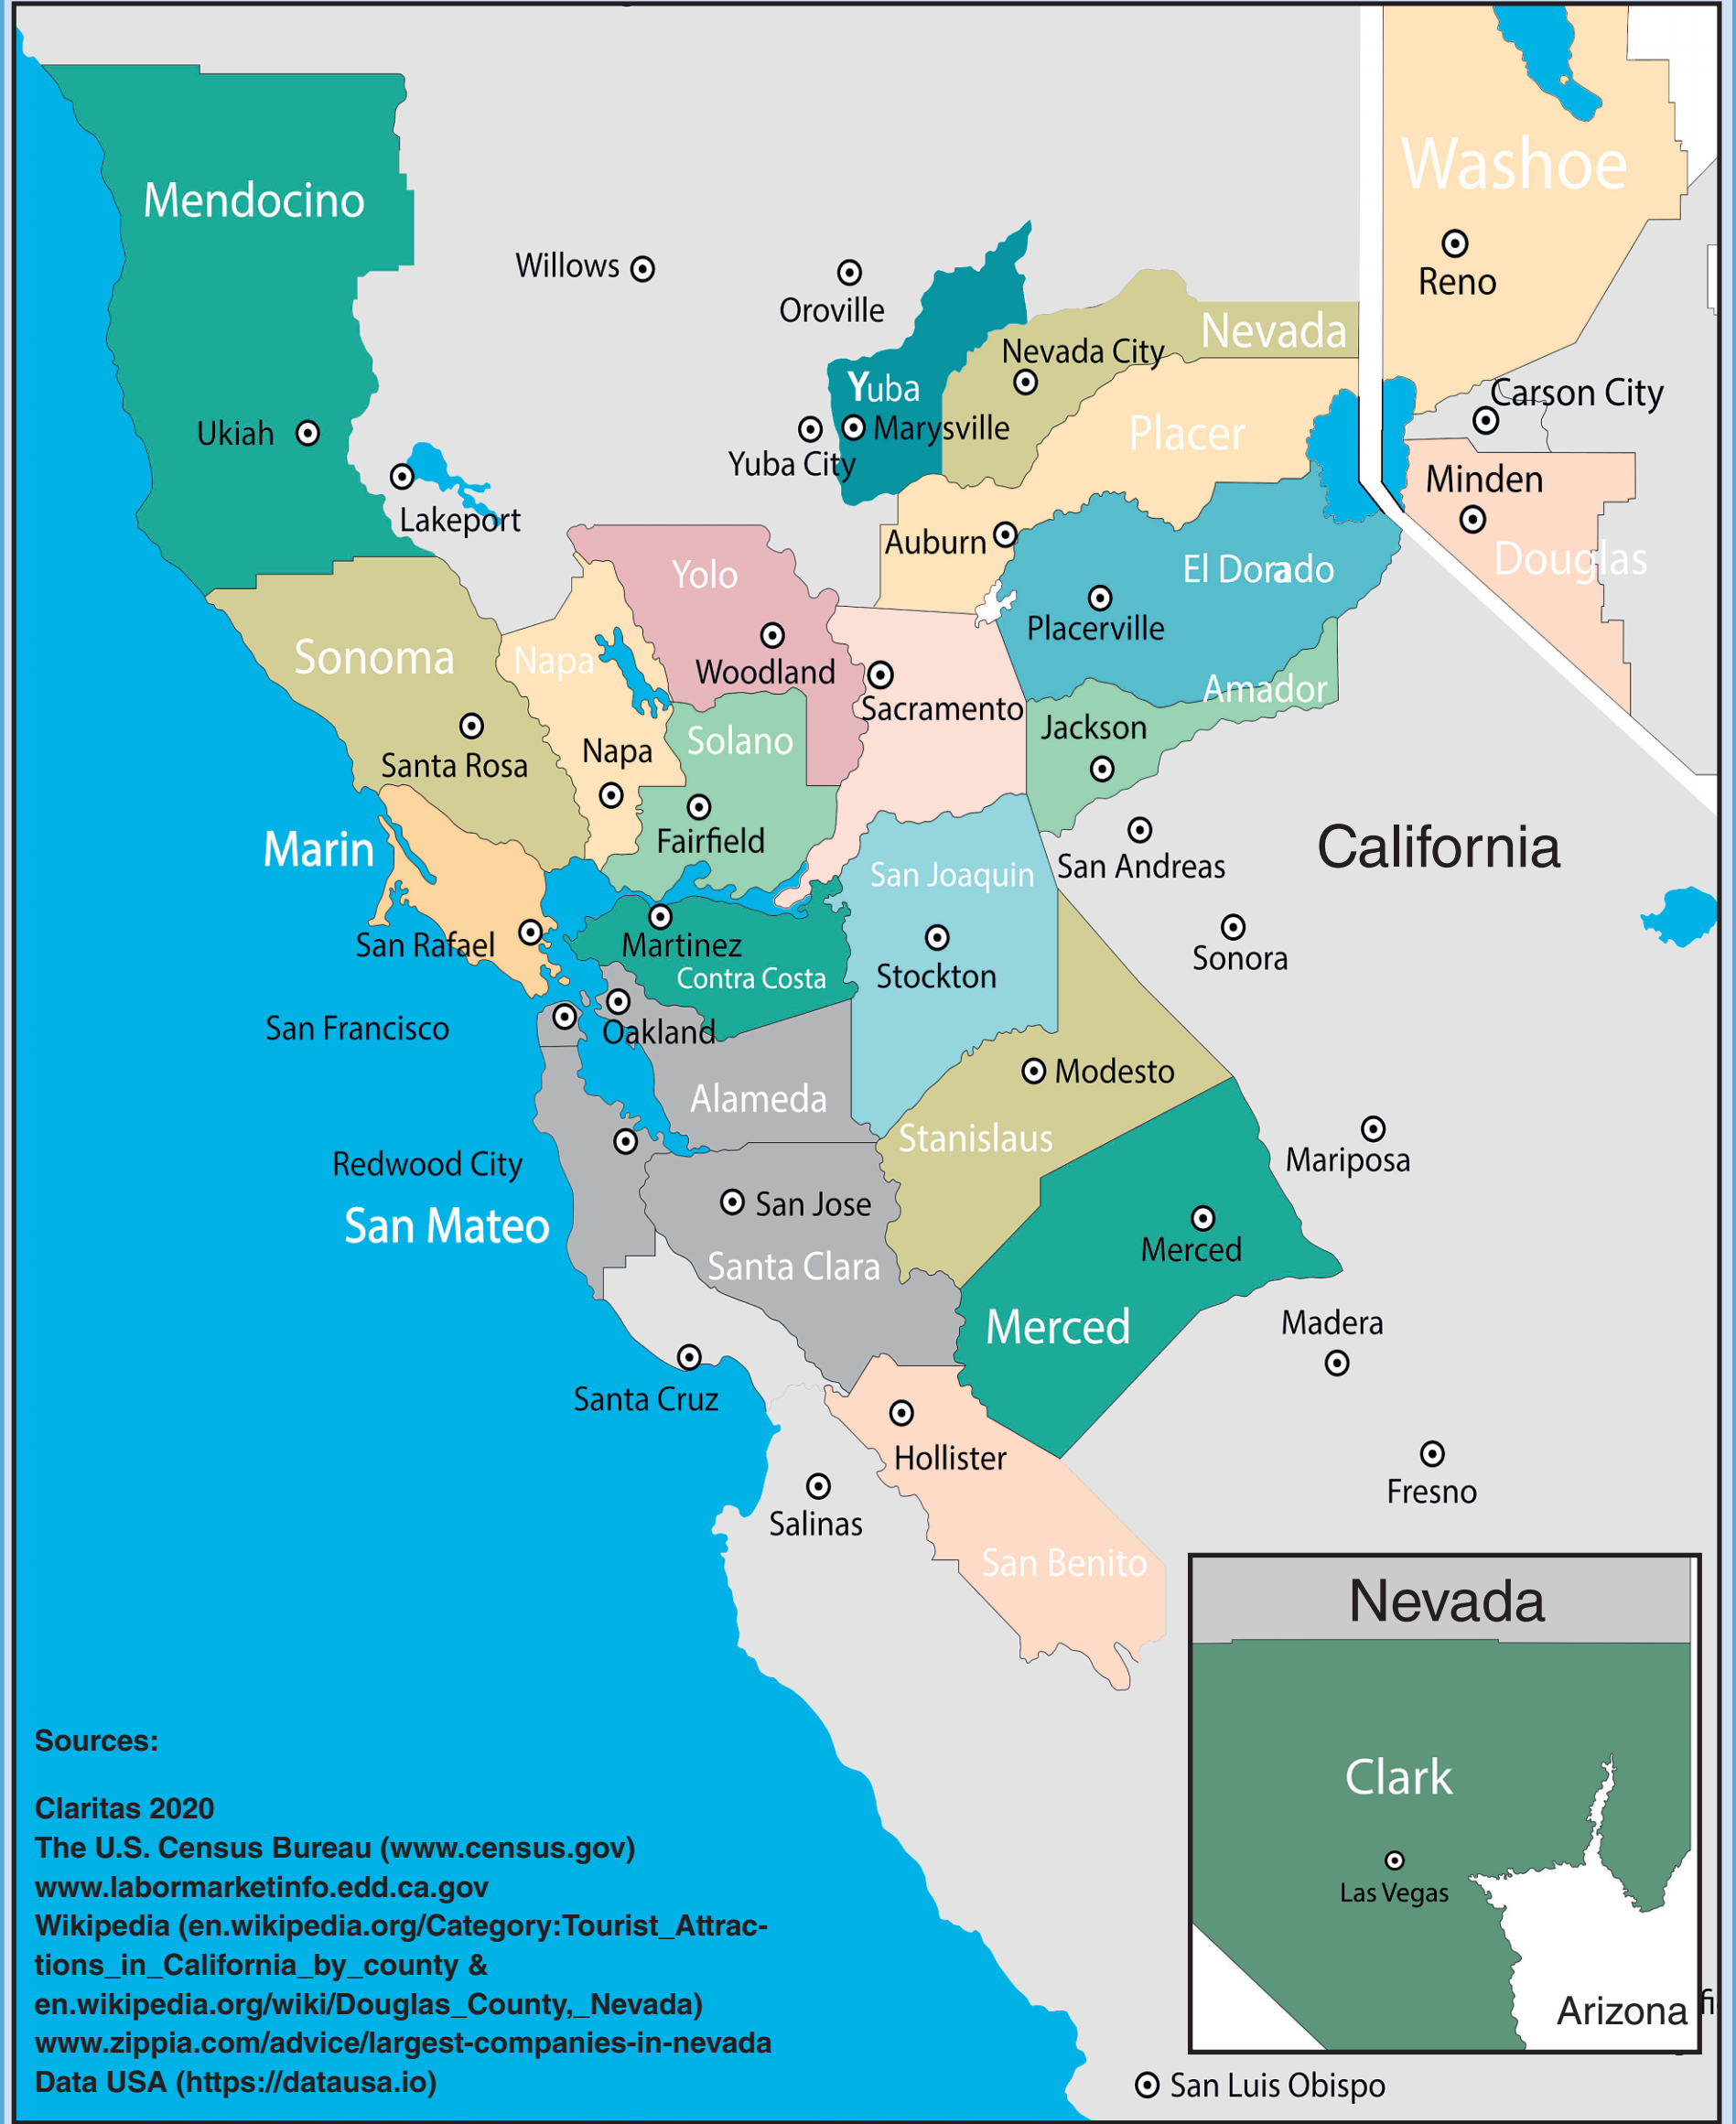 Mendocino
Washoe
Willows
Reno
Oroville
Nevada
Nevada City
Yuba
Carson City
Ukiah
Marysville
Placer
Yuba City
Minden
Lakeport
Auburn
Douglas
Yolo
El Dorado
Placerville
Sonoma
Napa
Woodland
Amador
Sacramento
Jackson
Solano
Napa
Santa Rosa
Fairfield
Marin
California
San Joaquin
San Andreas
San Rafael
Martinez
Sonora
Contra Costa
Stockton
San Francisco
Oakland
Modesto
Alameda
Stanislaus
Redwood City
Mariposa
San Jose
San Mateo
Merced
Santa Clara
Merced
Madera
Santa Cruz
Hollister
Fresno
Salinas
San Benito
Nevada
Clark
Las Vegas
Arizona
fi
San Luis Obispo
Sources:
Claritas 2020
The U.S. Census Bureau (www.census.gov)
www.labormarketinfo.edd.ca.gov
Wikipedia (en.wikipedia.org/Category:Tourist_Attrac-
tions_in_California_by_county &
en.wikipedia.org/wiki/Douglas_County,_Nevada)
www.zippia.com/advice/largest-companies-in-nevada
Data USA (https://datausa.io)